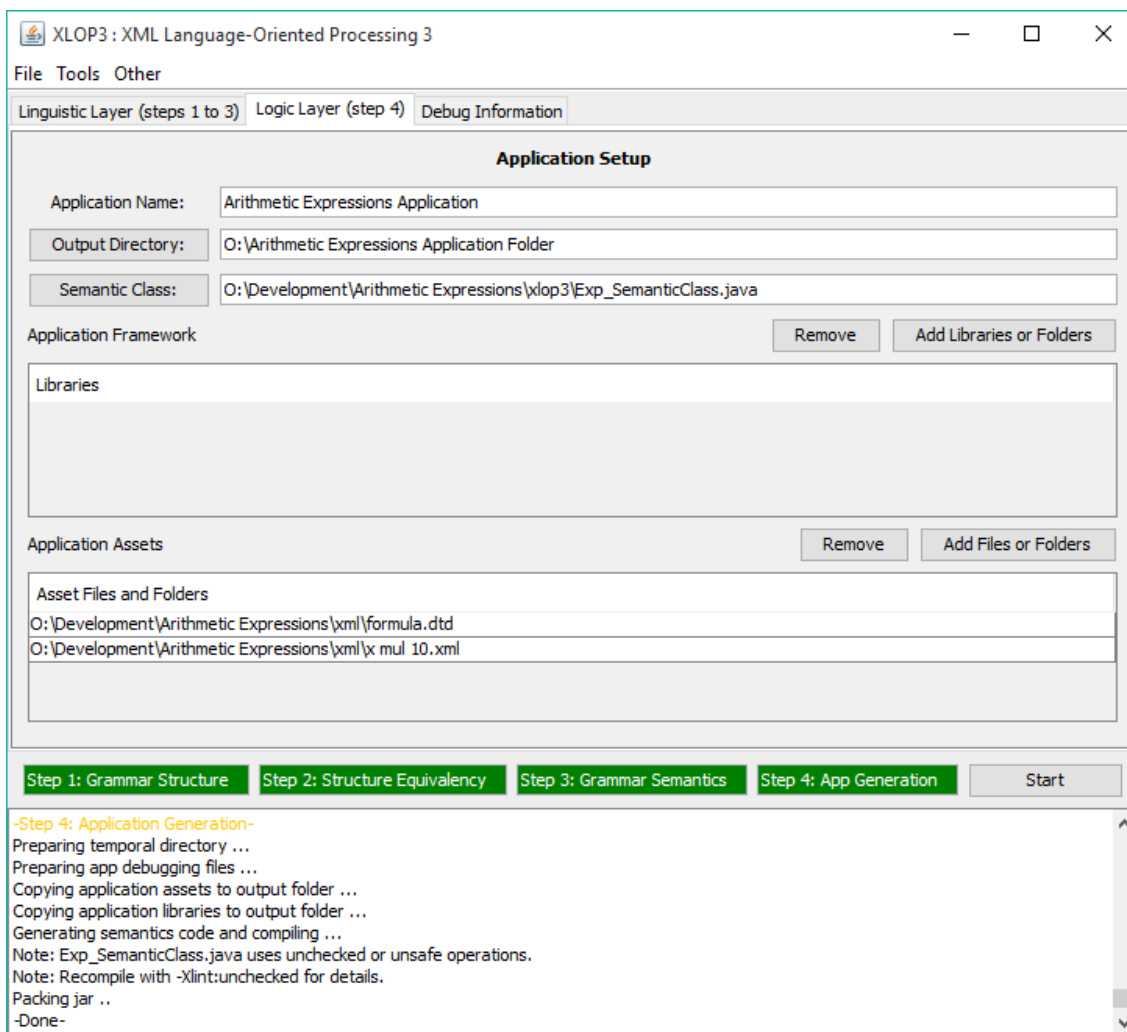 XLOP3 : XML Language-Oriented Processing 3
File Tools Other
Linguistic Layer (steps 1 to 3) Logic Layer (step 4) Debug Information
Application Setup
Application Name: Arithmetic Expressions Application
Output Directory: O:\Arithmetic Expressions Application Folder
Semantic Class: O:\Development\Arithmetic Expressions\xlop3\Exp_SemanticClass.java
Application Framework Remove Add Libraries or Folders
Libraries
Application Assets Remove Add Files or Folders
Asset Files and Folders
O:\Development\Arithmetic Expressions\xml\formula.dtd
O:\Development\Arithmetic Expressions\xml\x mul 10.xml
Step 1: Grammar Structure Step 2: Structure Equivalency Step 3: Grammar Semantics Step 4: App Generation Start
-Step 4: Application Generation-
Preparing temporal directory ...
Preparing app debugging files ...
Copying application assets to output folder ...
Copying application libraries to output folder ...
Generating semantics code and compiling ...
Note: Exp_SemanticClass.java uses unchecked or unsafe operations.
Note: Recompile with -Xlint:unchecked for details.
Packing jar ..
-Done-